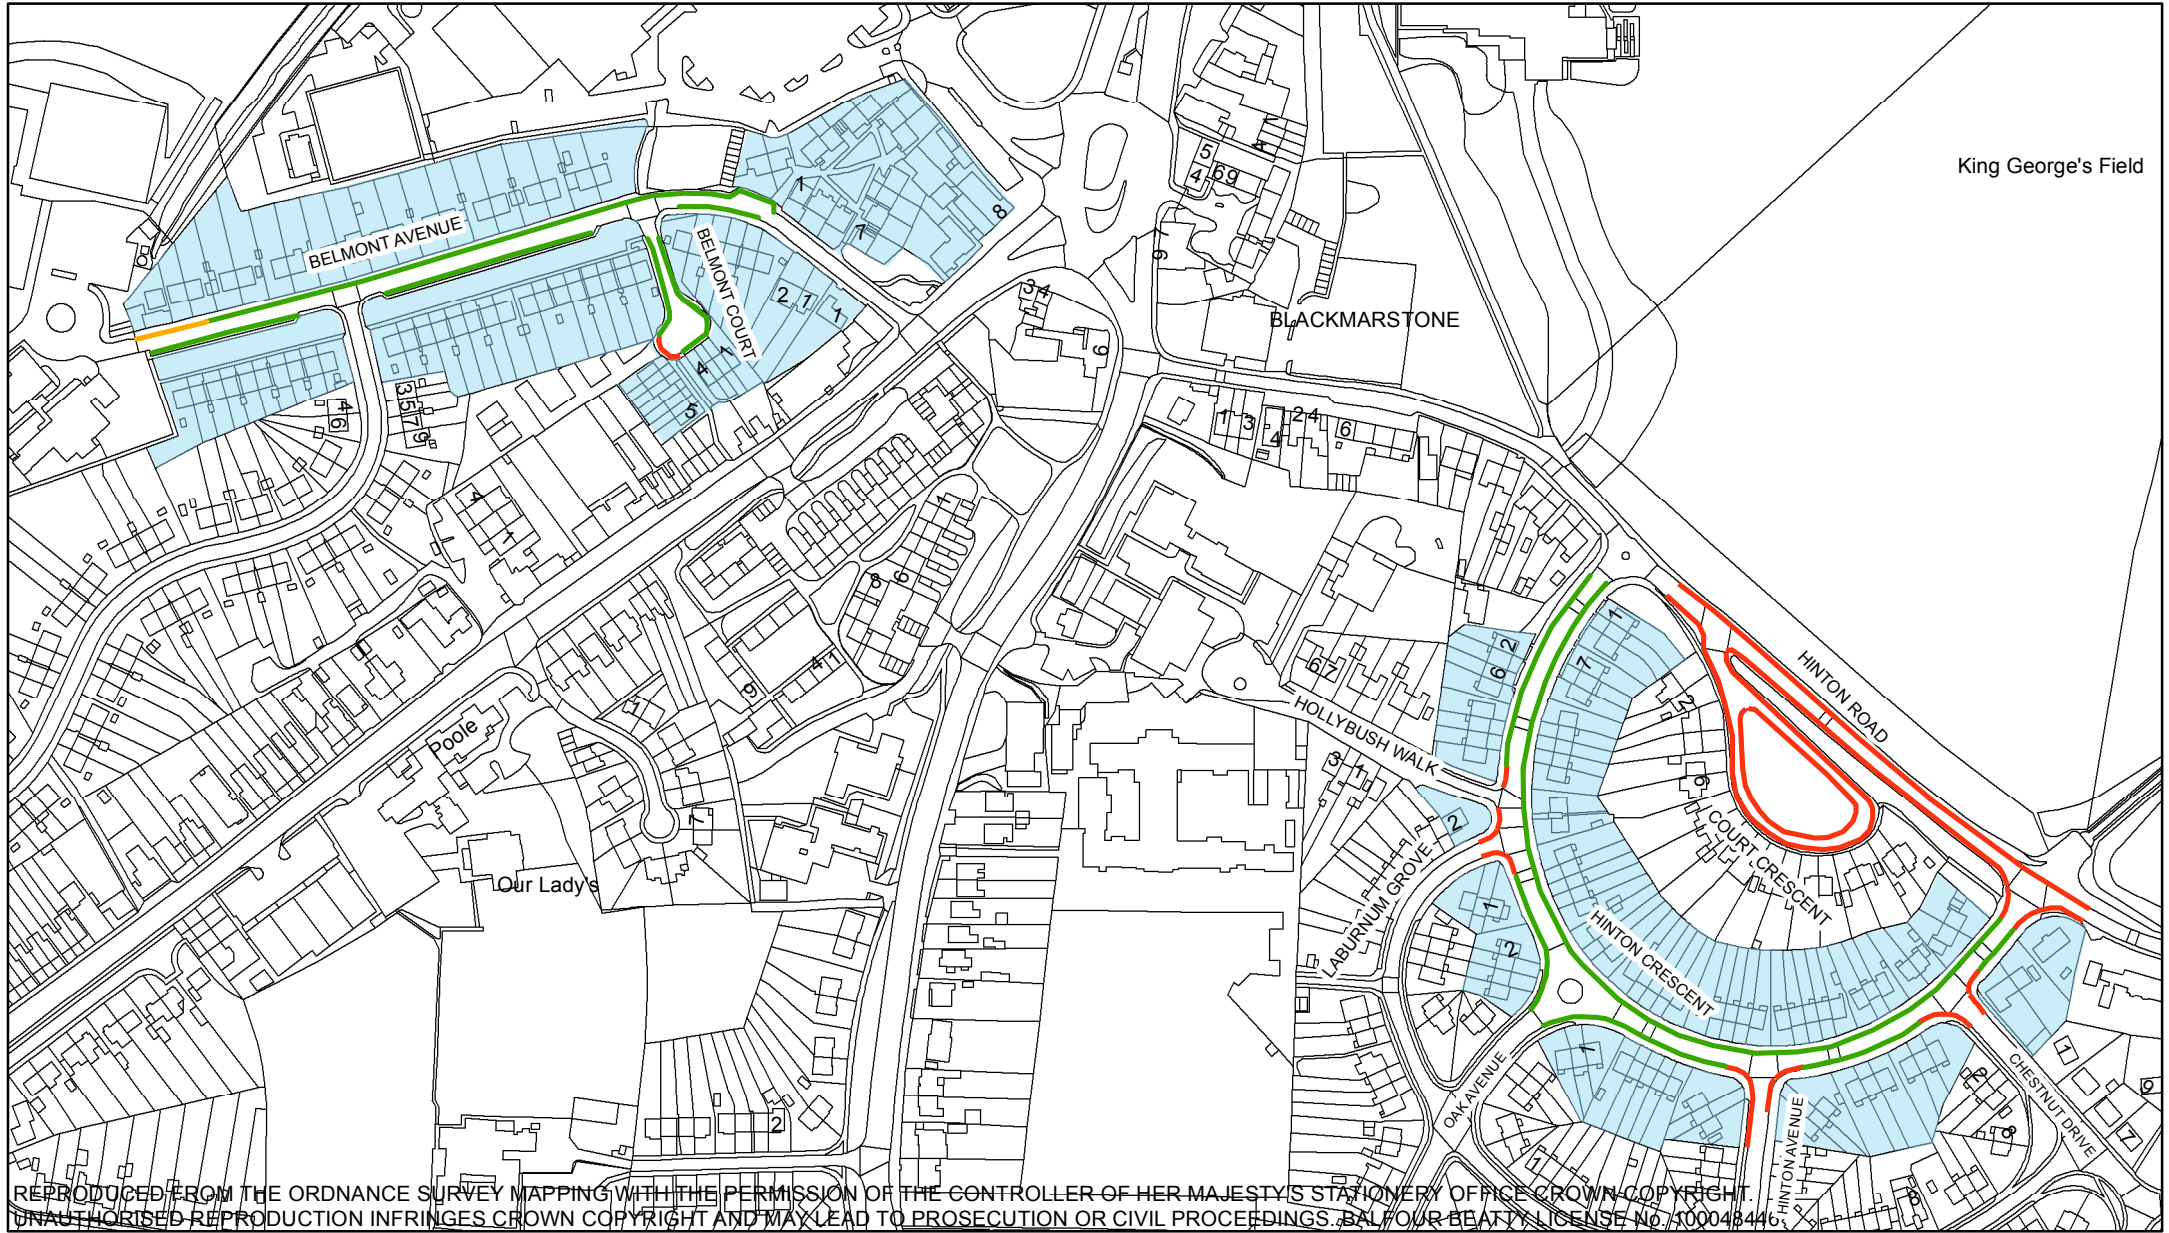 King George's Field
BELMONT AVENUE
BELMONT COURT
BLACKMARSTONE
HINTON ROAD
HOLLYBUSH WALK
COURT CRESCENT
LABURNUM GROVE
HINTON CRESCENT
Poole
Our Lady's
OAK AVENUE
HINTON AVENUE
CHESTNUT DRIVE
REPRODUCED FROM THE ORDNANCE SURVEY MAPPING WITH THE PERMISSION OF THE CONTROLLER OF HER MAJESTY'S STATIONERY OFFICE CROWN COPYRIGHT.
UNAUTHORISED REPRODUCTION INFRINGES CROWN COPYRIGHT AND MAY LEAD TO PROSECUTION OR CIVIL PROCEEDINGS. BALFOUR BEATTY LICENSE No. 100048446